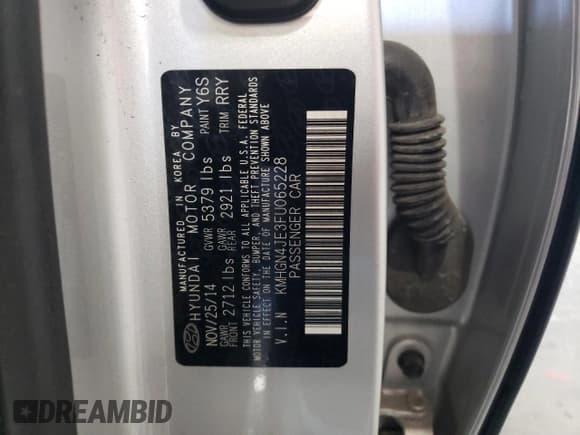 MANUFACTURED IN KOREA BY
HYUNDAI MOTOR COMPANY
NOV/25/14 GVWR 5379 lbs PAINT Y6S
GAWR FRONT 2712 lbs GAWR REAR 2921 lbs TRIM RRY
THIS VEHICLE CONFORMS TO ALL APPLICABLE U.S.A. FEDERAL
MOTOR VEHICLE SAFETY, BUMPER, AND THEFT PREVENTION STANDARDS
IN EFFECT ON THE DATE OF MANUFACTURE SHOWN ABOVE
V.I.N KMHGN4JE3FU065228
PASSENGER CAR
DREAMBID